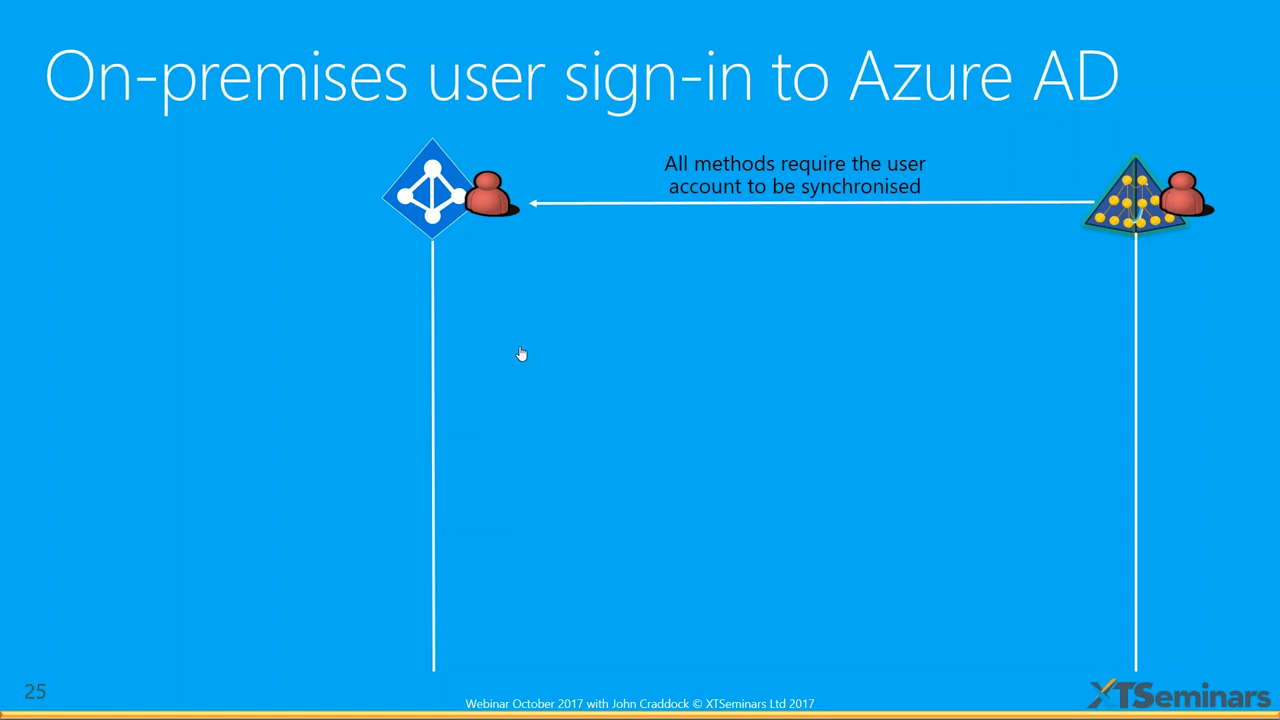 On-premises user sign-in to Azure AD
All methods require the user
account to be synchronised
25
Webinar October 2017 with John Craddock © XTSeminars Ltd 2017
XTSeminars